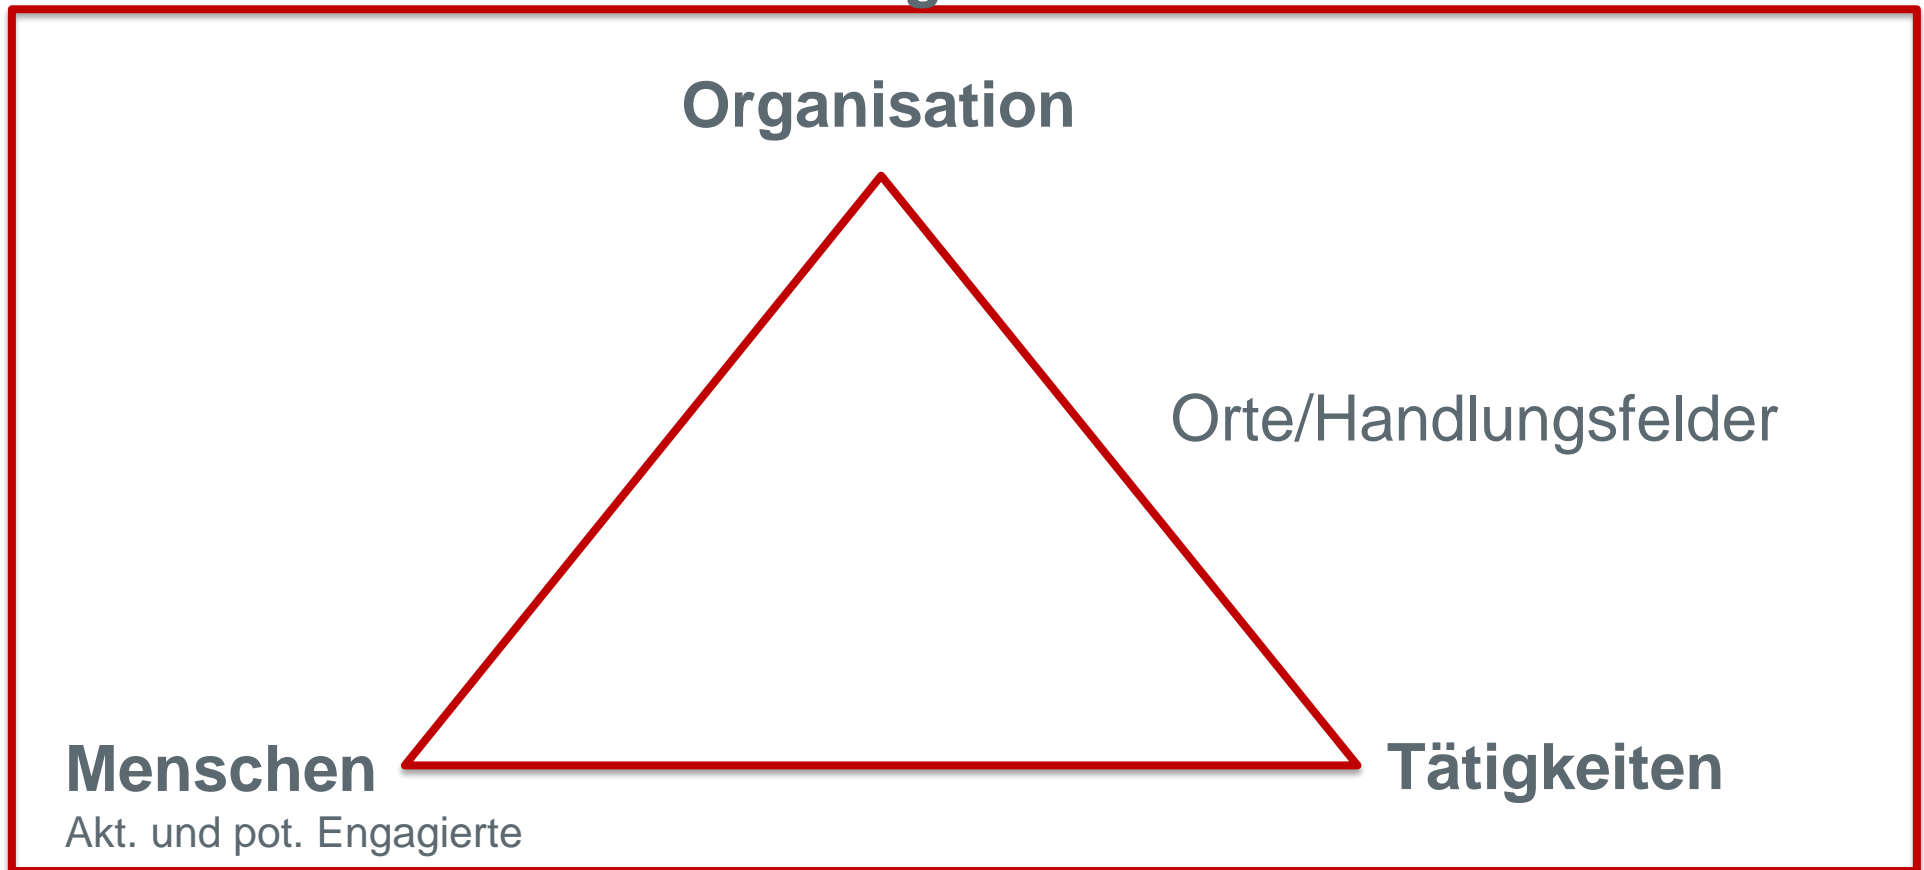 Organisation
Orte/Handlungsfelder
Menschen
Tätigkeiten
Akt. und pot. Engagierte